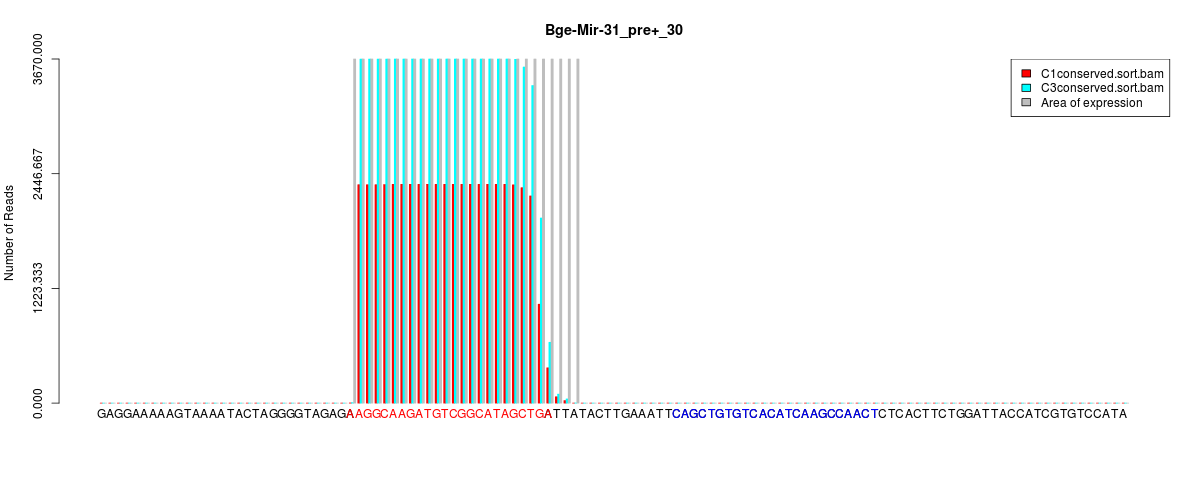 Bge-Mir-31_pre+_30
C1conserved.sort.bam
C3conserved.sort.bam
Area of expression
Number of Reads
3670.000
2446.667
1223.333
0.000
GAGGAAAAAGTAAAATACTAGGGGTAGAGAAGGCAAGATGTCGGCATAGCTGATTATACTTGAAATTCAGCTGTGTCACATCAAGCCAACTCTCACTTCTGGATTACCATCGTGTCCATA